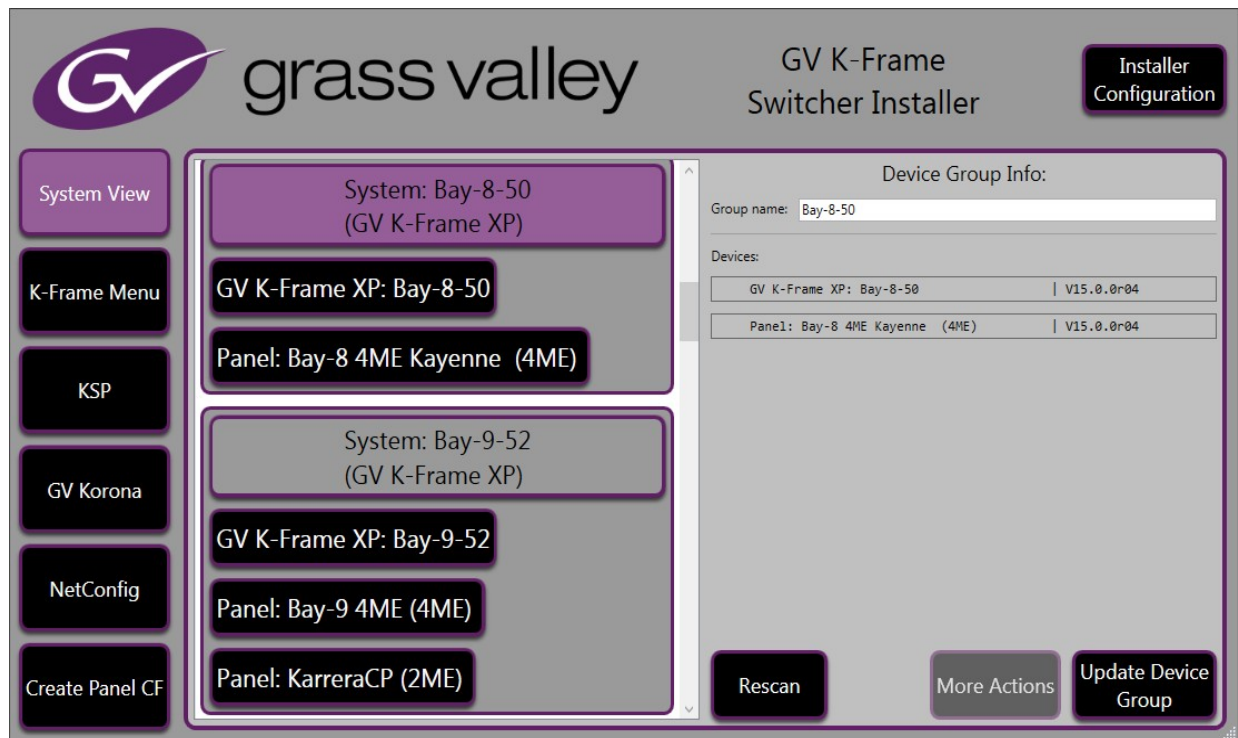 GV grass valley
GV K-Frame
Switcher Installer
Installer
Configuration
System View
K-Frame Menu
KSP
GV Korona
NetConfig
Create Panel CF
System: Bay-8-50
(GV K-Frame XP)
GV K-Frame XP: Bay-8-50
Panel: Bay-8 4ME Kayenne  (4ME)
System: Bay-9-52
(GV K-Frame XP)
GV K-Frame XP: Bay-9-52
Panel: Bay-9 4ME (4ME)
Panel: KarreraCP (2ME)
Device Group Info:
Group name: Bay-8-50
Devices:
GV K-Frame XP: Bay-8-50 | V15.0.0r04
Panel: Bay-8 4ME Kayenne  (4ME) | V15.0.0r04
Rescan
More Actions
Update Device
Group